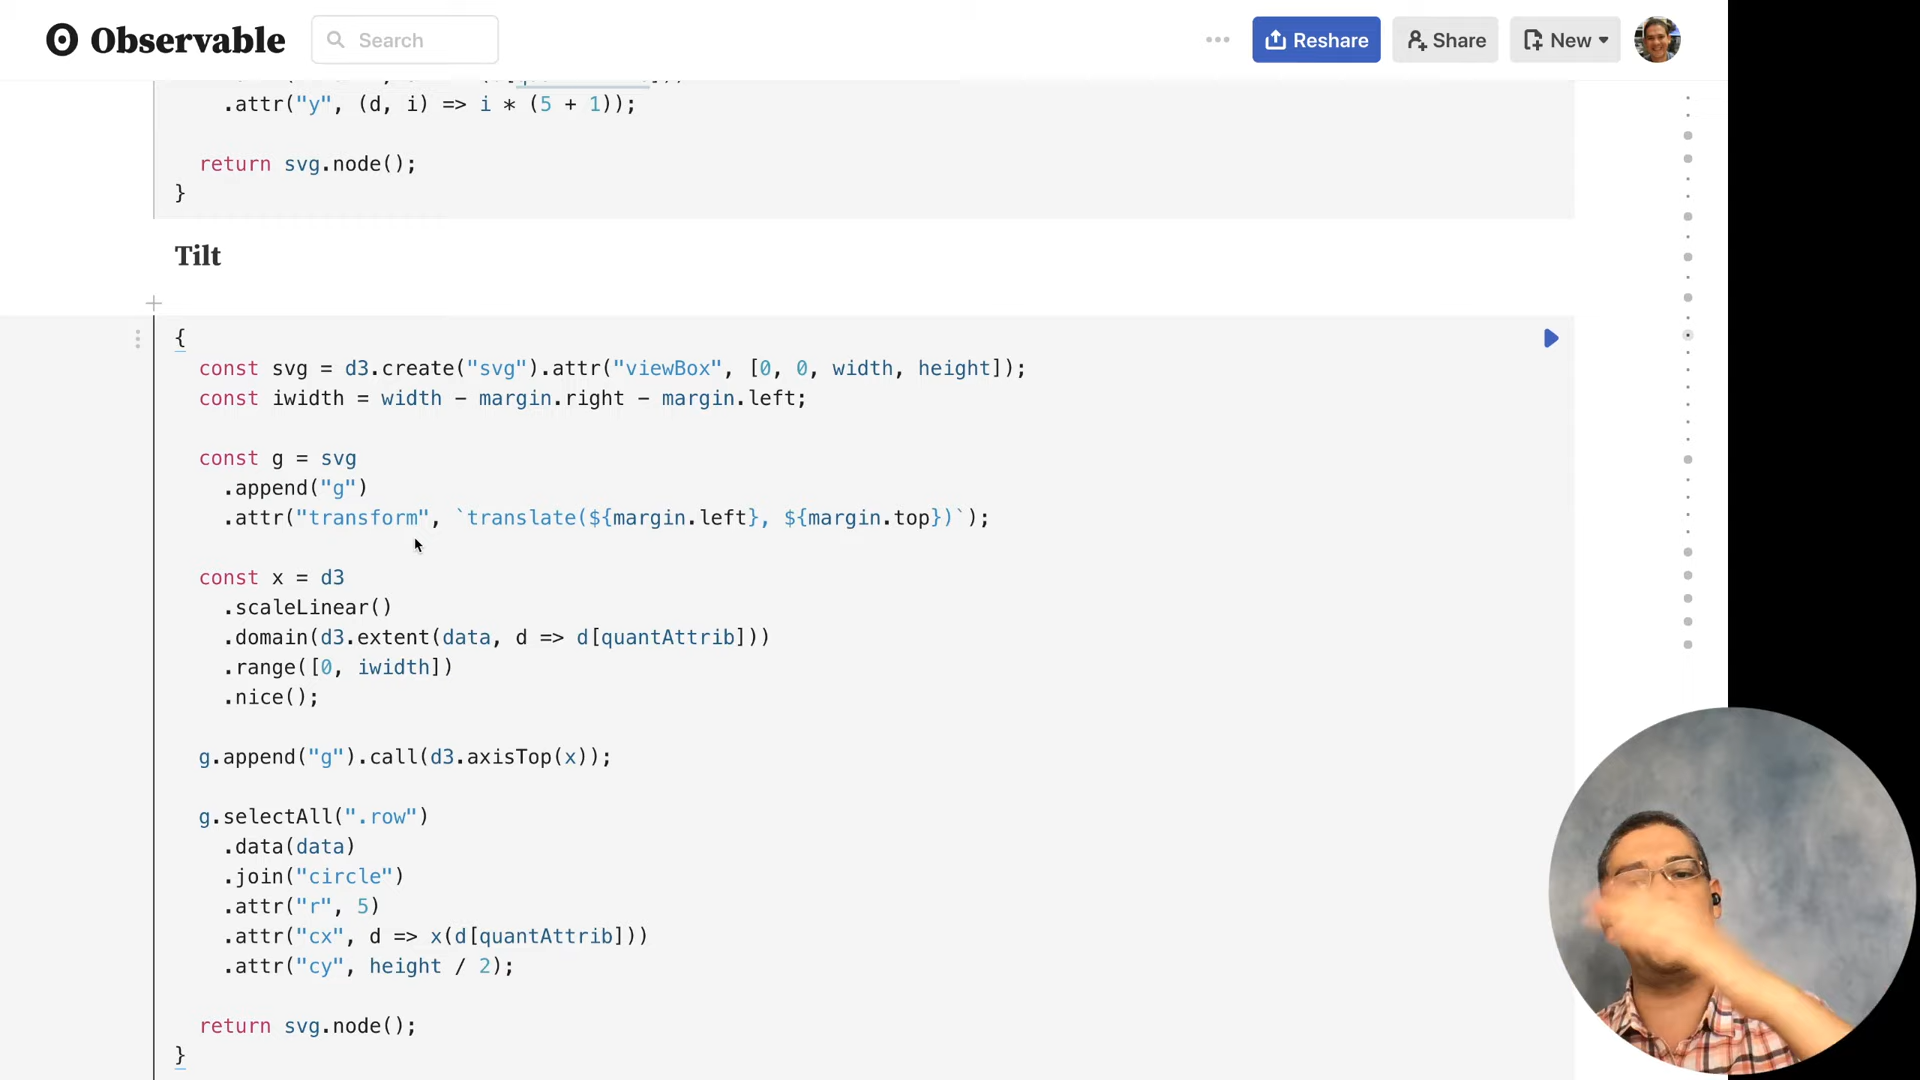 Observable
Search
Reshare
Share
New
.attr("y", (d, i) => i * (5 + 1));
return svg.node();
}
Tilt
{
const svg = d3.create("svg").attr("viewBox", [0, 0, width, height]);
const iwidth = width - margin.right - margin.left;
const g = svg
.append("g")
.attr("transform", `translate(${margin.left}, ${margin.top})`);
const x = d3
.scaleLinear()
.domain(d3.extent(data, d => d[quantAttrib]))
.range([0, iwidth])
.nice();
g.append("g").call(d3.axisTop(x));
g.selectAll(".row")
.data(data)
.join("circle")
.attr("r", 5)
.attr("cx", d => x(d[quantAttrib]))
.attr("cy", height / 2);
return svg.node();
}